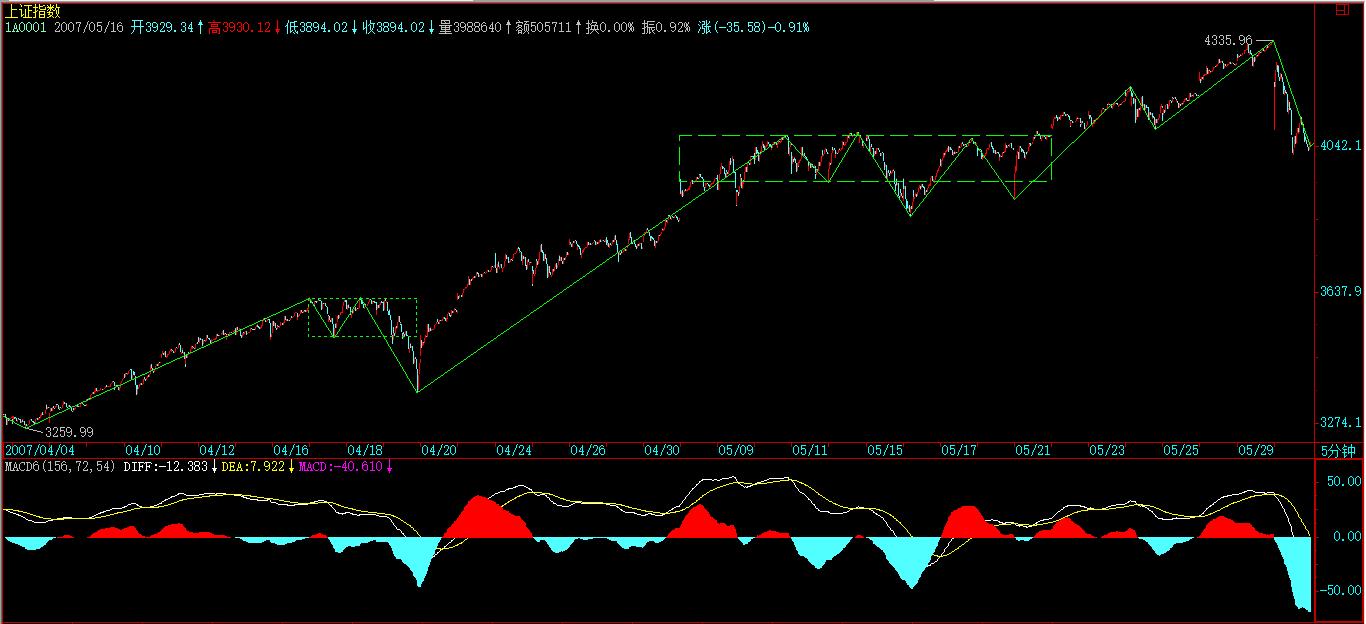 上证指数
1A0001 2007/05/16 开3929.34↑高3930.12↓低3894.02↓收3894.02↓量3988640↑额505711↑换0.00% 振0.92% 涨(-35.58)-0.91%
4335.96
4042.1
3637.9
3274.1
3259.99
2007/04/04 04/10 04/12 04/16 04/18 04/20 04/24 04/26 04/30 05/09 05/11 05/15 05/17 05/21 05/23 05/25 05/29 5分钟
MACD6(156,72,54) DIFF:-12.383↓DEA:7.922↓MACD:-40.610↓
50.00
0.00
-50.00